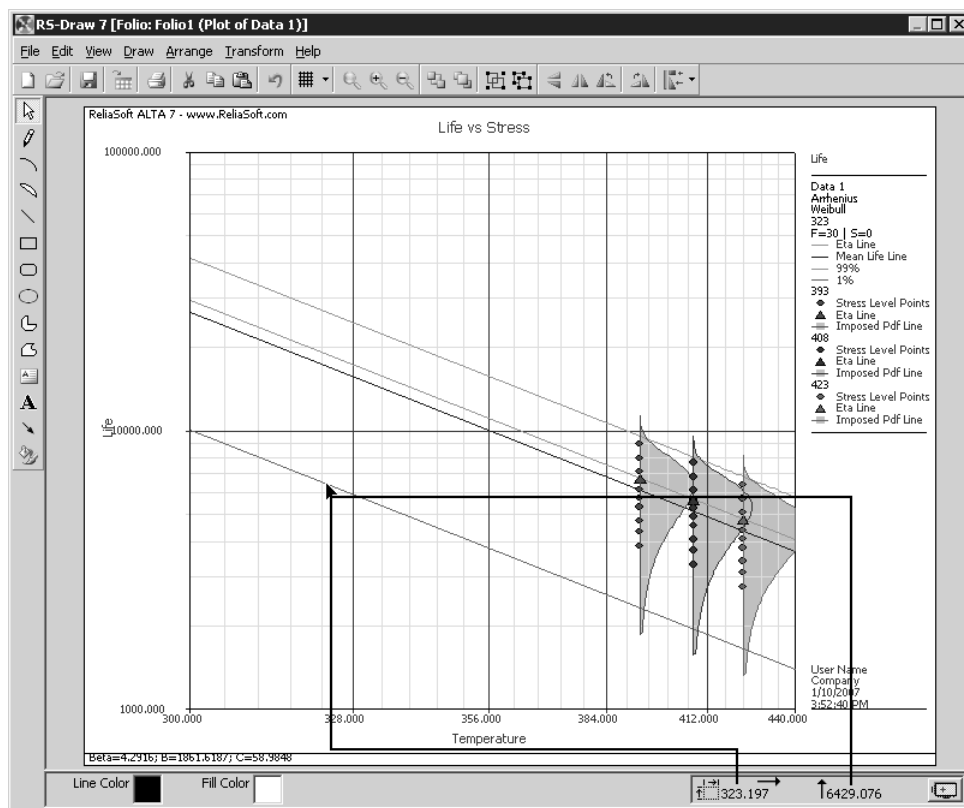 RS-Draw 7 [Folio: Folio1 (Plot of Data 1)]
File Edit View Draw Arrange Transform Help
ReliaSoft ALTA 7 - www.ReliaSoft.com
Life vs Stress
100000.000
10000.000
1000.000
Life
300.000 328.000 356.000 384.000 412.000 440.000
Temperature
Life
Data 1
Arrhenius
Weibull
323
F=30 | S=0
Eta Line
Mean Life Line
99%
1%
393
Stress Level Points
Eta Line
Imposed Pdf Line
408
Stress Level Points
Eta Line
Imposed Pdf Line
423
Stress Level Points
Eta Line
Imposed Pdf Line
User Name
Company
1/10/2007
3:52:40 PM
Beta=4.2916; B=1861.6187; C=58.9848
A
Line Color Fill Color 323.197 6429.076